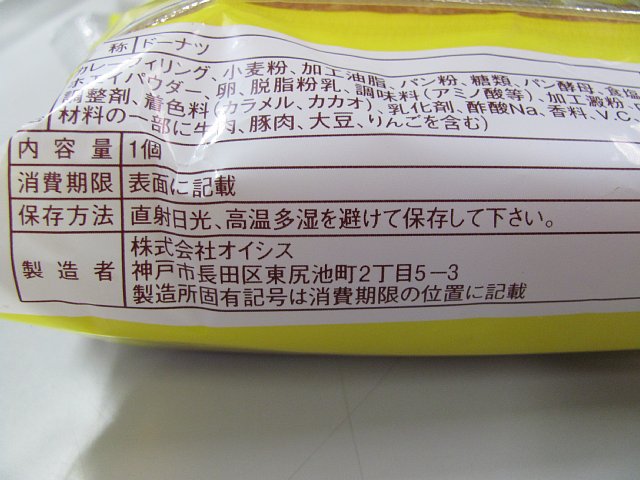 称 ドーナツ
カレーフィリング、小麦粉、加工油脂、パン粉、糖類、パン酵母、食塩
ホエイパウダー、卵、脱脂粉乳、調味料(アミノ酸等)、加工澱粉、
調整剤、着色料(カラメル、カカオ)、乳化剤、酢酸Na、香料、V.C、
材料の一部に牛肉、豚肉、大豆、りんごを含む)
内容量 1個
消費期限 表面に記載
保存方法 直射日光、高温多湿を避けて保存して下さい。
製造者 株式会社オイシス
神戸市長田区東尻池町2丁目5-3
製造所固有記号は消費期限の位置に記載